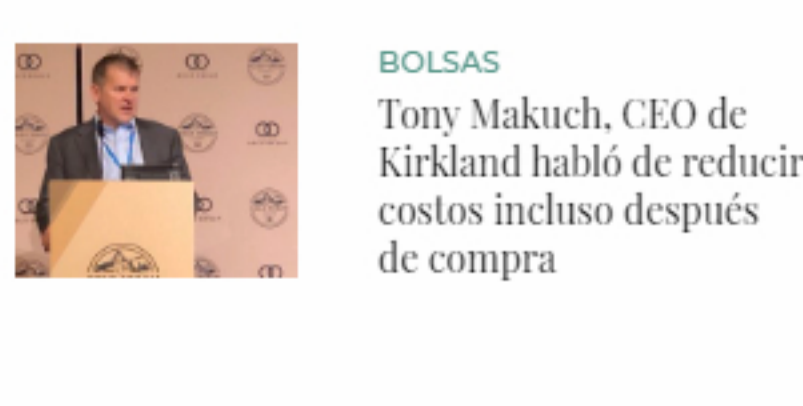 BOLSAS
Tony Makuch, CEO de
Kirkland habló de reducir
costos incluso después
de compra